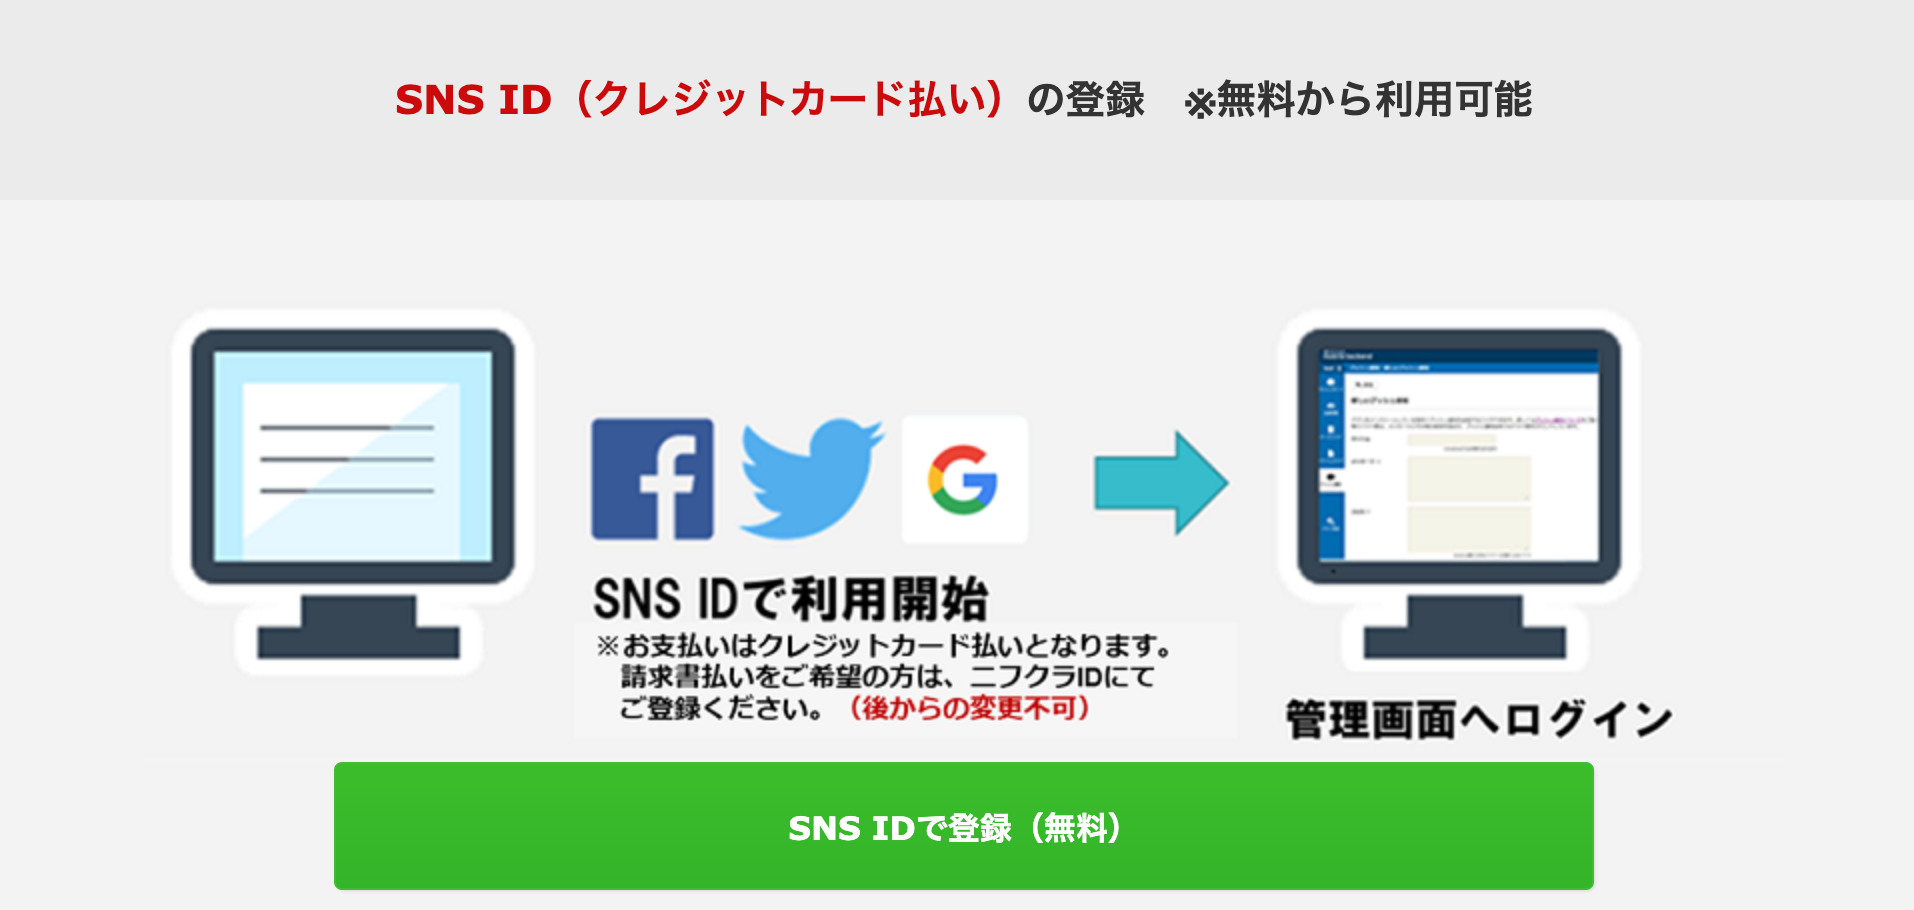 SNS ID（クレジットカード払い）の登録　※無料から利用可能
SNS IDで利用開始
※お支払いはクレジットカード払いとなります。
請求書払いをご希望の方は、ニフクラIDにて
ご登録ください。（後からの変更不可）
管理画面へログイン
SNS IDで登録（無料）